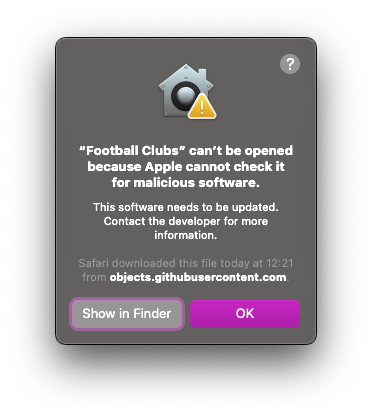 ?
“Football Clubs” can’t be opened
because Apple cannot check it
for malicious software.
This software needs to be updated.
Contact the developer for more
information.
Safari downloaded this file today at 12:21
from objects.githubusercontent.com.
Show in Finder
OK